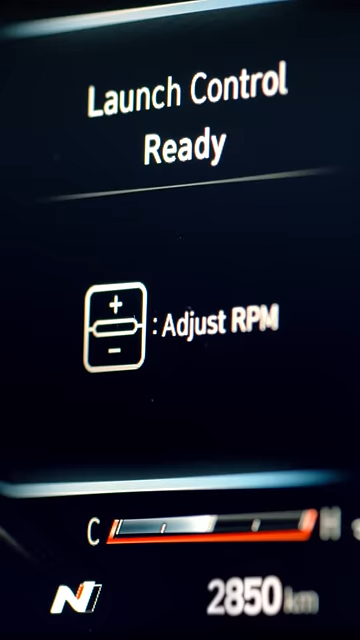 Launch Control
Ready
+
: Adjust RPM
-
C H
N
2850 km